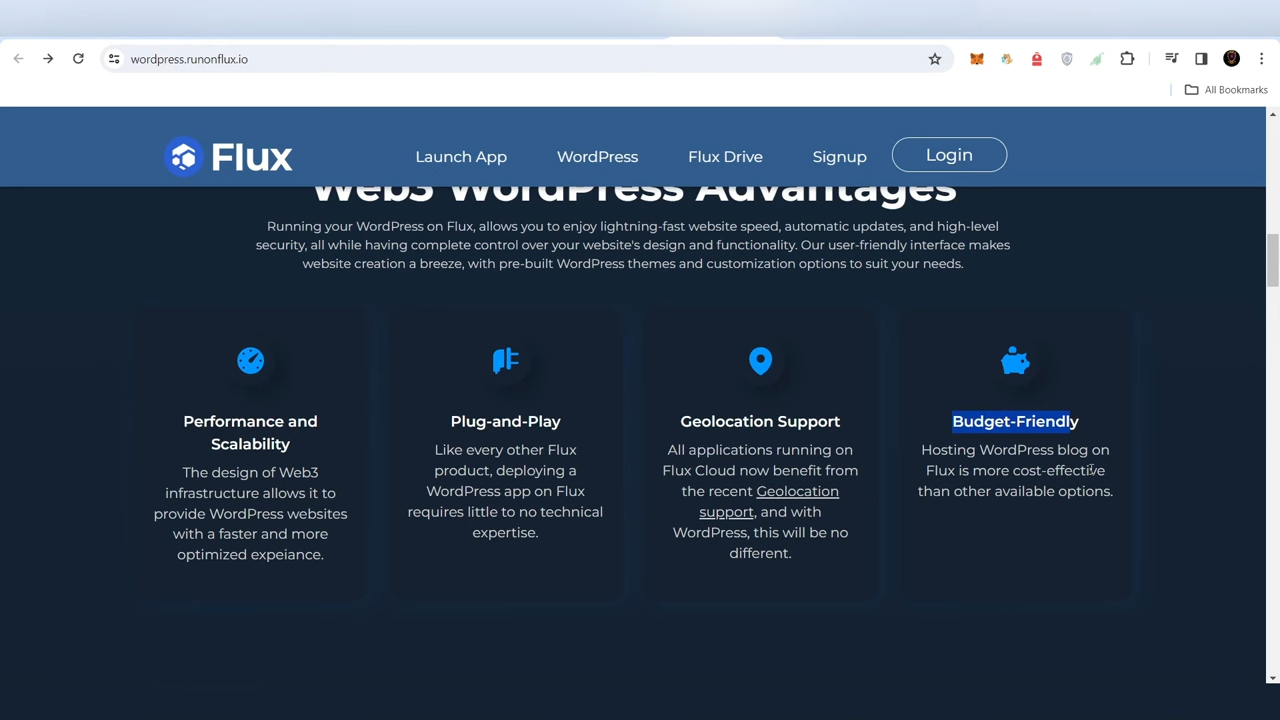 wordpress.runonflux.io
All Bookmarks
Flux
Launch App
WordPress
Flux Drive
Signup
Login
Web3 WordPress Advantages
Running your WordPress on Flux, allows you to enjoy lightning-fast website speed, automatic updates, and high-level
security, all while having complete control over your website's design and functionality. Our user-friendly interface makes
website creation a breeze, with pre-built WordPress themes and customization options to suit your needs.
Performance and
Scalability
The design of Web3
infrastructure allows it to
provide WordPress websites
with a faster and more
optimized expeiance.
Plug-and-Play
Like every other Flux
product, deploying a
WordPress app on Flux
requires little to no technical
expertise.
Geolocation Support
All applications running on
Flux Cloud now benefit from
the recent Geolocation
support, and with
WordPress, this will be no
different.
Budget-Friendly
Hosting WordPress blog on
Flux is more cost-effective
than other available options.